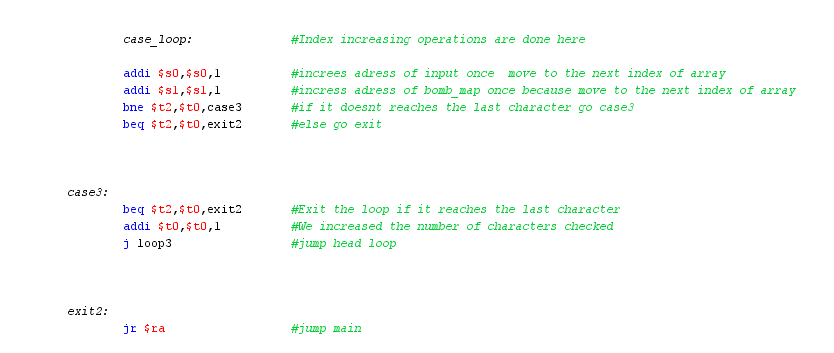 case_loop: #Index increasing operations are done here
addi $s0,$s0,1 #increes adress of input once move to the next index of array
addi $s1,$s1,1 #incress adress of bomb_map once because move to the next index of array
bne $t2,$t0,case3 #if it doesnt reaches the last character go case3
beq $t2,$t0,exit2 #else go exit
case3:
beq $t2,$t0,exit2 #Exit the loop if it reaches the last character
addi $t0,$t0,1 #We increased the number of characters checked
j loop3 #jump head loop
exit2:
jr $ra #jump main